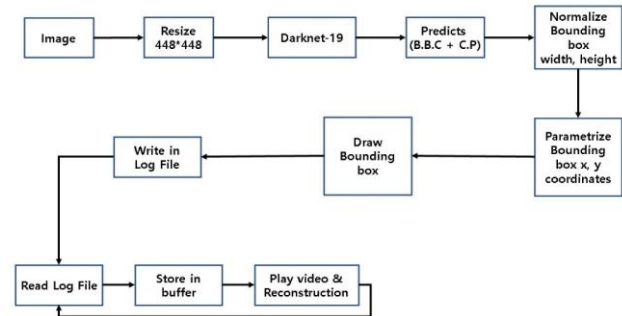 Image
Resize
448*448
Darknet-19
Predicts
(B.B.C + C.P)
Normalize
Bounding
box
width, height
Parametrize
Bounding
box x, y
coordinates
Draw
Bounding
box
Write in
Log File
Read Log File
Store in
buffer
Play video &
Reconstruction